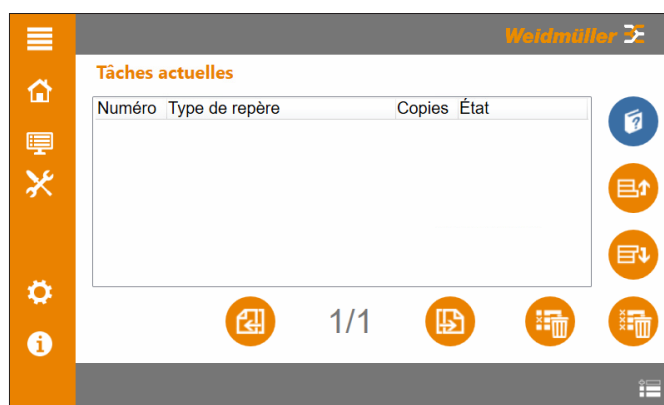 Weidmüller
Tâches actuelles
Numéro Type de repère Copies État
1/1